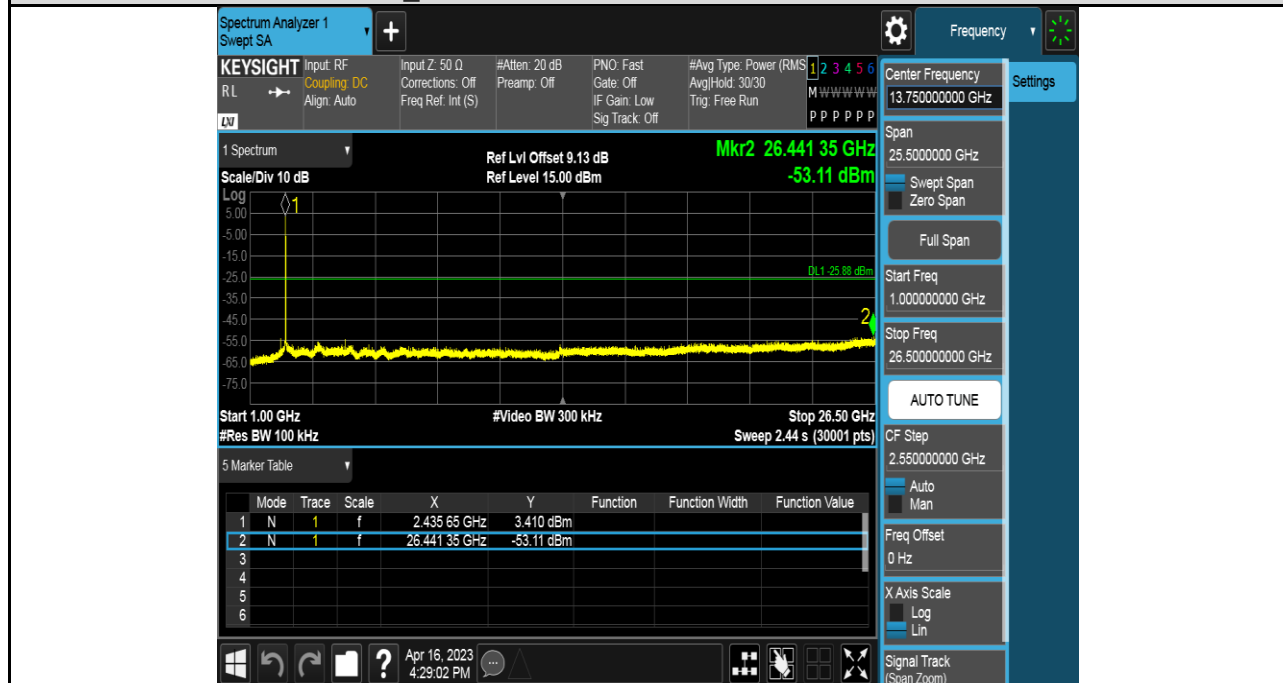 Spectrum Analyzer 1
Swept SA
+
Frequency
KEYSIGHT
RL
LXI
Input: RF
Coupling: DC
Align: Auto
Input Z: 50 Ω
Corrections: Off
Freq Ref: Int (S)
#Atten: 20 dB
Preamp: Off
PNO: Fast
Gate: Off
IF Gain: Low
Sig Track: Off
#Avg Type: Power (RMS
Avg|Hold: 30/30
Trig: Free Run
1 2 3 4 5 6
M W W W W W
P P P P P P
1 Spectrum
Scale/Div 10 dB
Ref Lvl Offset 9.13 dB
Ref Level 15.00 dBm
Mkr2 26.441 35 GHz
-53.11 dBm
Log
5.00
-5.00
-15.0
-25.0
-35.0
-45.0
-55.0
-65.0
-75.0
1
DL1 -25.88 dBm
2
Start 1.00 GHz
#Video BW 300 kHz
Stop 26.50 GHz
#Res BW 100 kHz
Sweep 2.44 s (30001 pts)
5 Marker Table
Mode Trace Scale X Y Function Function Width Function Value
1 N 1 f 2.435 65 GHz 3.410 dBm
2 N 1 f 26.441 35 GHz -53.11 dBm
3
4
5
6
?
Apr 16, 2023
4:29:02 PM
Center Frequency
13.750000000 GHz
Settings
Span
25.5000000 GHz
Swept Span
Zero Span
Full Span
Start Freq
1.000000000 GHz
Stop Freq
26.500000000 GHz
AUTO TUNE
CF Step
2.550000000 GHz
Auto
Man
Freq Offset
0 Hz
X Axis Scale
Log
Lin
Signal Track
(Span Zoom)